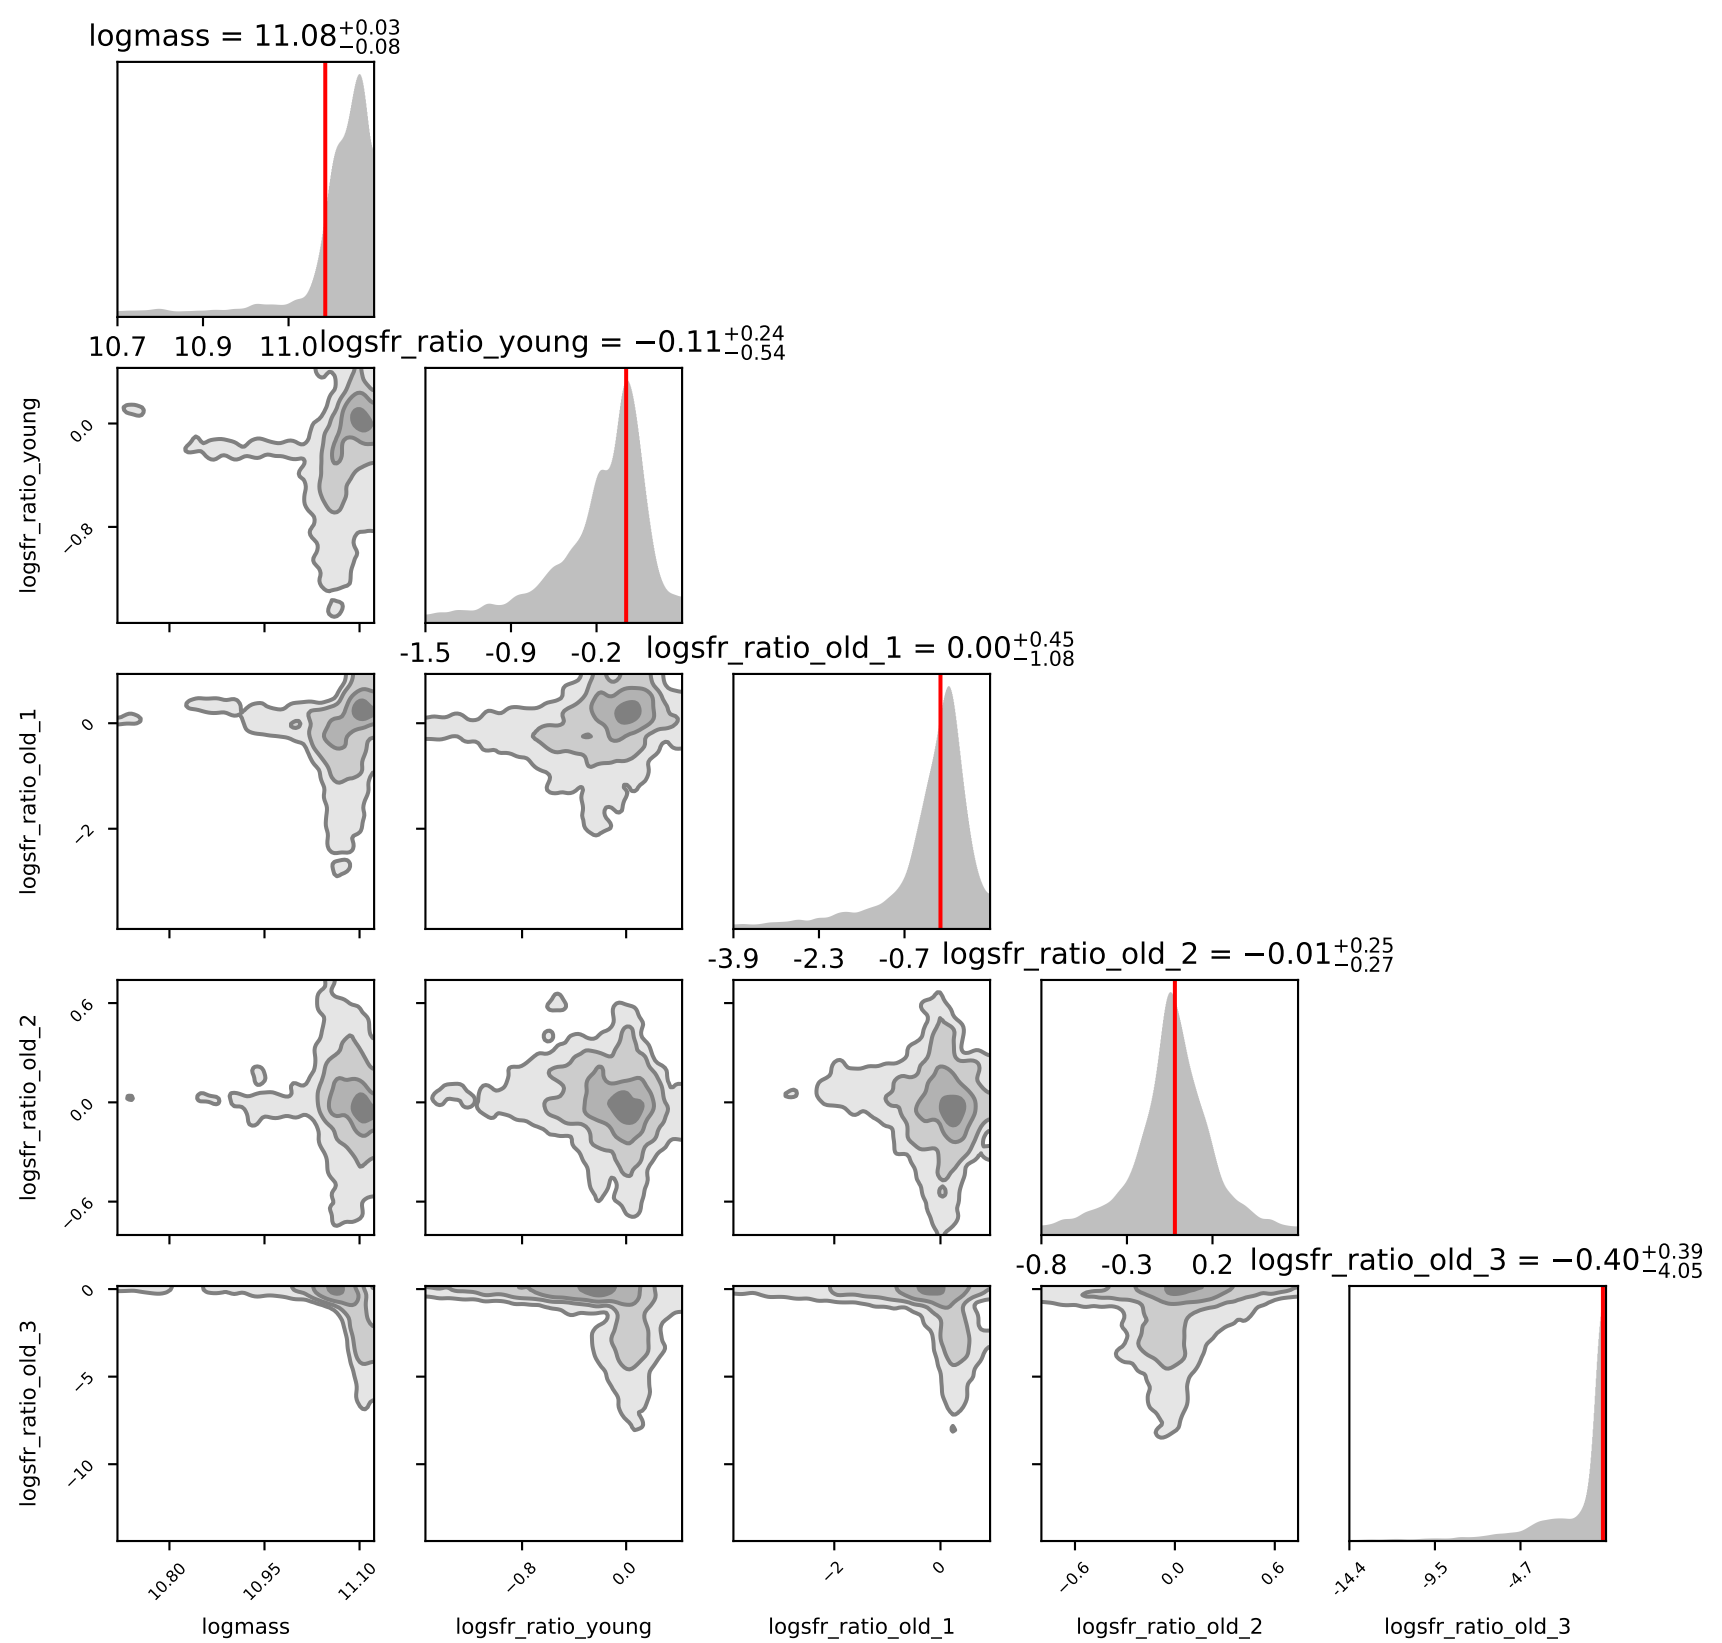 logmass = 11.08+0.03−0.08
10.7 10.9 11.0
logsfr_ratio_young = −0.11+0.24−0.54
logsfr_ratio_young
0.0
−0.8
-1.5 -0.9 -0.2
logsfr_ratio_old_1 = 0.00+0.45−1.08
logsfr_ratio_old_1
0
−2
-3.9 -2.3 -0.7
logsfr_ratio_old_2 = −0.01+0.25−0.27
logsfr_ratio_old_2
0.6
0.0
−0.6
-0.8 -0.3 0.2
logsfr_ratio_old_3 = −0.40+0.39−4.05
logsfr_ratio_old_3
0
−5
−10
10.80 10.95 11.10 −0.8 0.0 −2 0 −0.6 0.0 0.6 -14.4 -9.5 -4.7
logmass logsfr_ratio_young logsfr_ratio_old_1 logsfr_ratio_old_2 logsfr_ratio_old_3